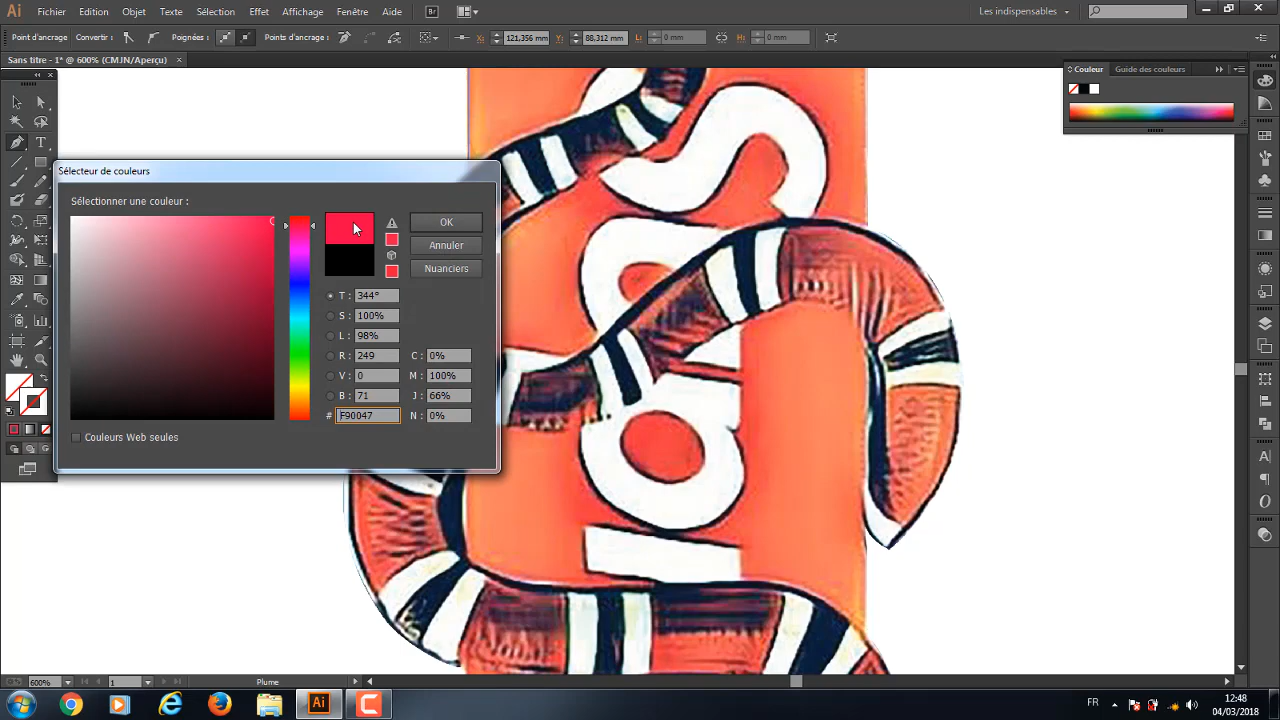 Ai Fichier Edition Objet Texte Sélection Effet Affichage Fenêtre Aide Br Les indispensables
Point d'ancrage Convertir : Poignées : Points d'ancrage : X: 121,356 mm Y: 88,312 mm L: 0 mm H: 0 mm
Sans titre - 1* @ 600% (CMJN/Aperçu) ×
Couleur Guide des couleurs
Sélecteur de couleurs
Sélectionner une couleur :
OK
Annuler
Nuanciers
T : 344°
S : 100%
L : 98%
R : 249 C : 0%
V : 0 M : 100%
B : 71 J : 66%
# F90047 N : 0%
Couleurs Web seules
600% 1 Plume
FR 12:48
04/03/2018